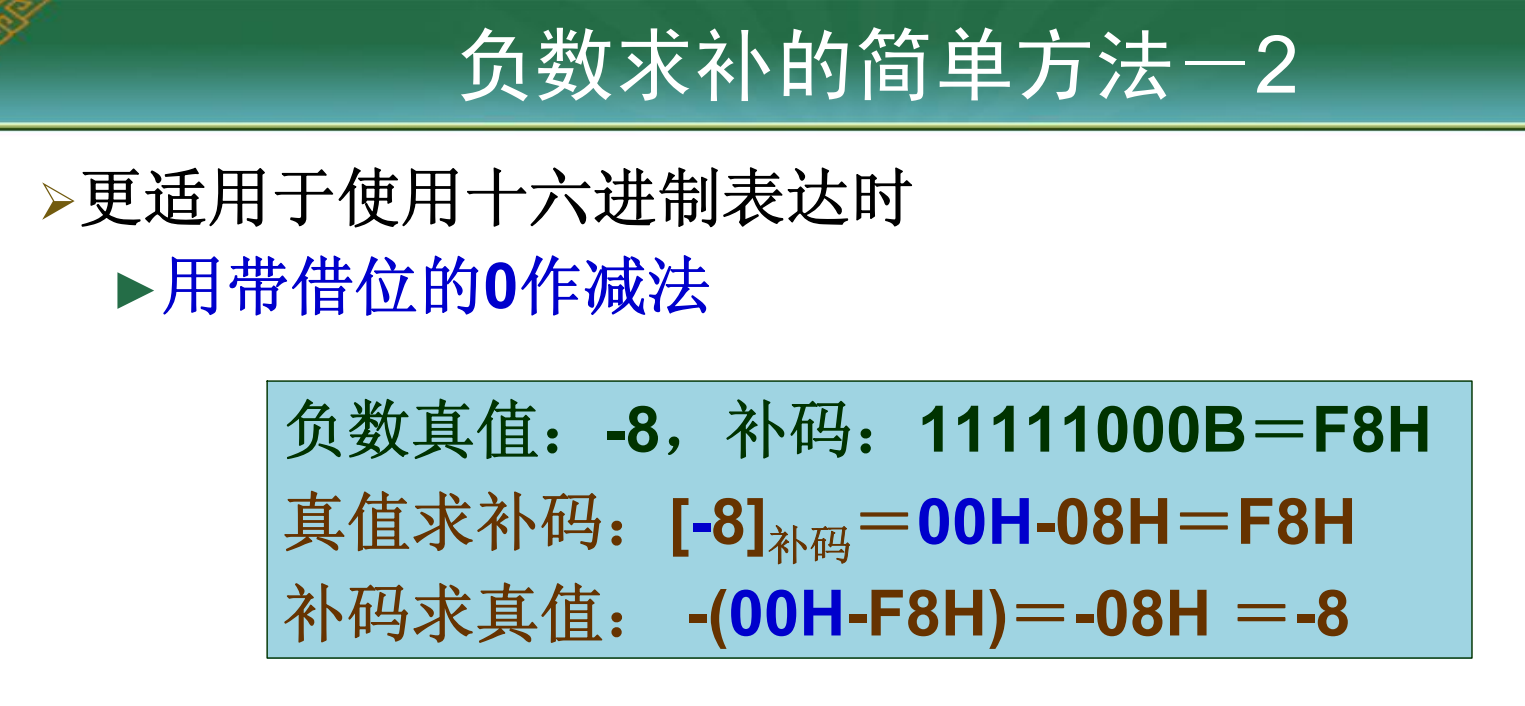 负数求补的简单方法－2
更适用于使用十六进制表达时
用带借位的0作减法
负数真值：-8，补码：11111000B＝F8H
真值求补码：[-8]补码＝00H-08H＝F8H
补码求真值： -(00H-F8H)＝-08H ＝-8